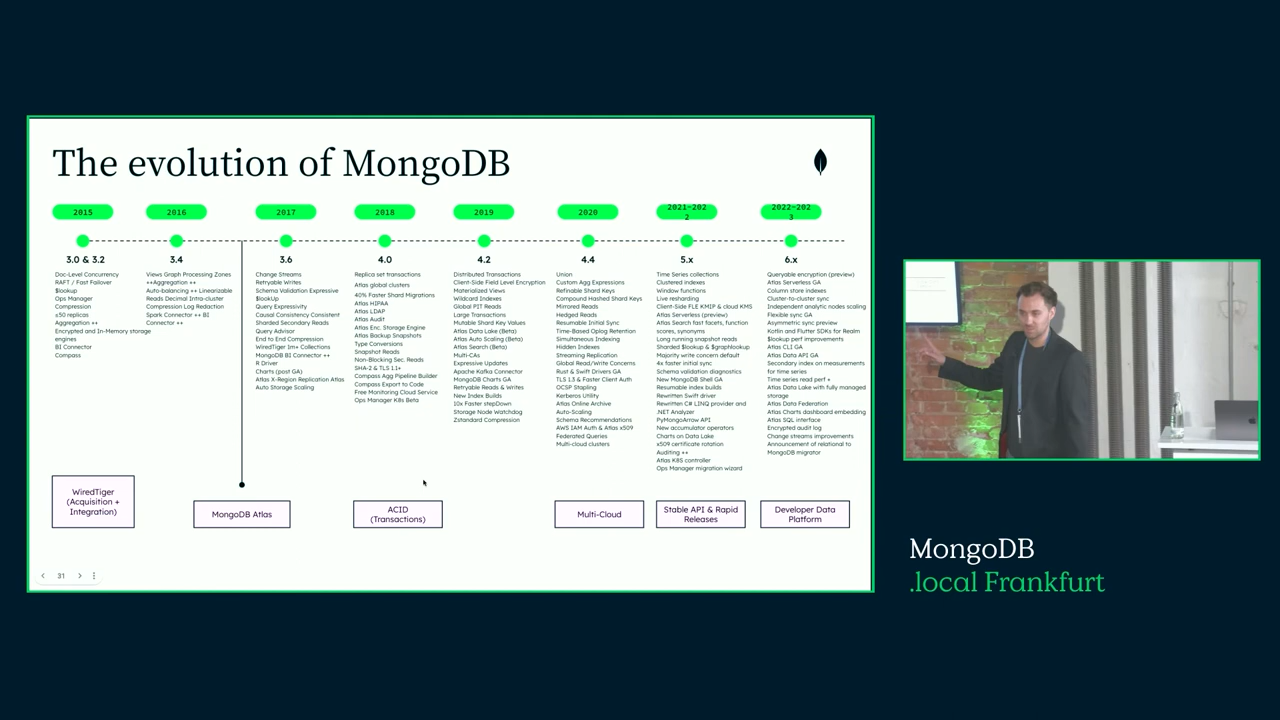 The evolution of MongoDB
2015
2016
2017
2018
2019
2020
2021-202
2
2022-202
3
3.0 & 3.2
3.4
3.6
4.0
4.2
4.4
5.x
6.x
Doc-Level Concurrency
RAFT / Fast Failover
$lookup
Ops Manager
Compression
≤50 replicas
Aggregation ++
Encrypted and In-Memory storage
engines
BI Connector
Compass
Views Graph Processing Zones
++Aggregation ++
Auto-balancing ++ Linearizable
Reads Decimal Intra-cluster
Compression Log Redaction
Spark Connector ++ BI
Connector ++
Change Streams
Retryable Writes
Schema Validation Expressive
$lookUp
Query Expressivity
Causal Consistency Consistent
Sharded Secondary Reads
Query Advisor
End to End Compression
WiredTiger 1m+ Collections
MongoDB BI Connector ++
R Driver
Charts (post GA)
Atlas X-Region Replication Atlas
Auto Storage Scaling
Replica set transactions
Atlas global clusters
40% Faster Shard Migrations
Atlas HIPAA
Atlas LDAP
Atlas Audit
Atlas Enc. Storage Engine
Atlas Backup Snapshots
Type Conversions
Snapshot Reads
Non-Blocking Sec. Reads
SHA-2 & TLS 1.1+
Compass Agg Pipeline Builder
Compass Export to Code
Free Monitoring Cloud Service
Ops Manager K8s Beta
Distributed Transactions
Client-Side Field Level Encryption
Materialized Views
Wildcard Indexes
Global PIT Reads
Large Transactions
Mutable Shard Key Values
Atlas Data Lake (Beta)
Atlas Auto Scaling (Beta)
Atlas Search (Beta)
Multi-CAs
Expressive Updates
Apache Kafka Connector
MongoDB Charts GA
Retryable Reads & Writes
New Index Builds
10x Faster stepDown
Storage Node Watchdog
Zstandard Compression
Union
Custom Agg Expressions
Refinable Shard Keys
Compound Hashed Shard Keys
Mirrored Reads
Hedged Reads
Resumable Initial Sync
Time-Based Oplog Retention
Simultaneous Indexing
Hidden Indexes
Streaming Replication
Global Read/Write Concerns
Rust & Swift Drivers GA
TLS 1.3 & Faster Client Auth
OCSP Stapling
Kerberos Utility
Atlas Online Archive
Auto-Scaling
Schema Recommendations
AWS IAM Auth & Atlas x509
Federated Queries
Multi-cloud clusters
Time Series collections
Clustered indexes
Window functions
Live resharding
Client-Side FLE KMIP & cloud KMS
Atlas Serverless (preview)
Atlas Search fast facets, function
scores, synonyms
Long running snapshot reads
Sharded $lookup & $graphlookup
Majority write concern default
4x faster initial sync
Schema validation diagnostics
New MongoDB Shell GA
Resumable index builds
Rewritten Swift driver
Rewritten C# LINQ provider and
.NET Analyzer
PyMongoArrow API
New accumulator operators
Charts on Data Lake
x509 certificate rotation
Auditing ++
Atlas K8S controller
Ops Manager migration wizard
Queryable encryption (preview)
Atlas Serverless GA
Column store indexes
Cluster-to-cluster sync
Independent analytic nodes scaling
Flexible sync GA
Asymmetric sync preview
Kotlin and Flutter SDKs for Realm
$lookup perf improvements
Atlas CLI GA
Atlas Data API GA
Secondary index on measurements
for time series
Time series read perf +
Atlas Data Lake with fully managed
storage
Atlas Data Federation
Atlas Charts dashboard embedding
Atlas SQL interface
Encrypted audit log
Change streams improvements
Announcement of relational to
MongoDB migrator
WiredTiger
(Acquisition +
Integration)
MongoDB Atlas
ACID
(Transactions)
Multi-Cloud
Stable API & Rapid
Releases
Developer Data
Platform
31
MongoDB
.local Frankfurt